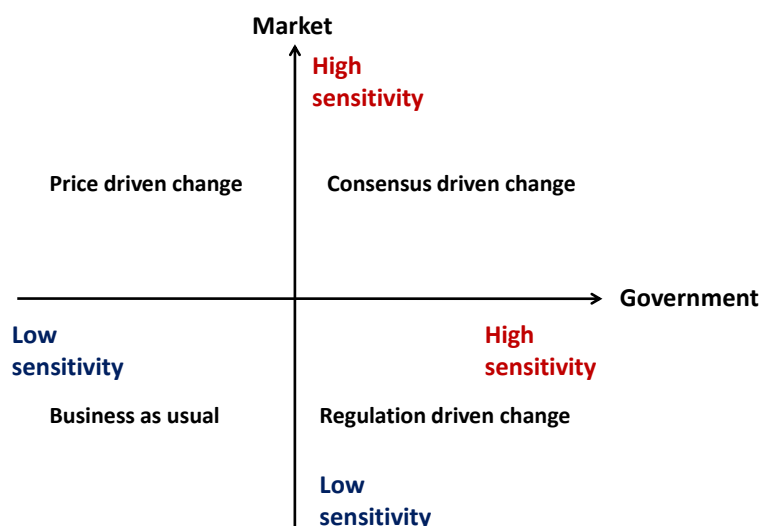 Market
High
sensitivity
Price driven change
Consensus driven change
Government
Low
sensitivity
High
sensitivity
Business as usual
Regulation driven change
Low
sensitivity